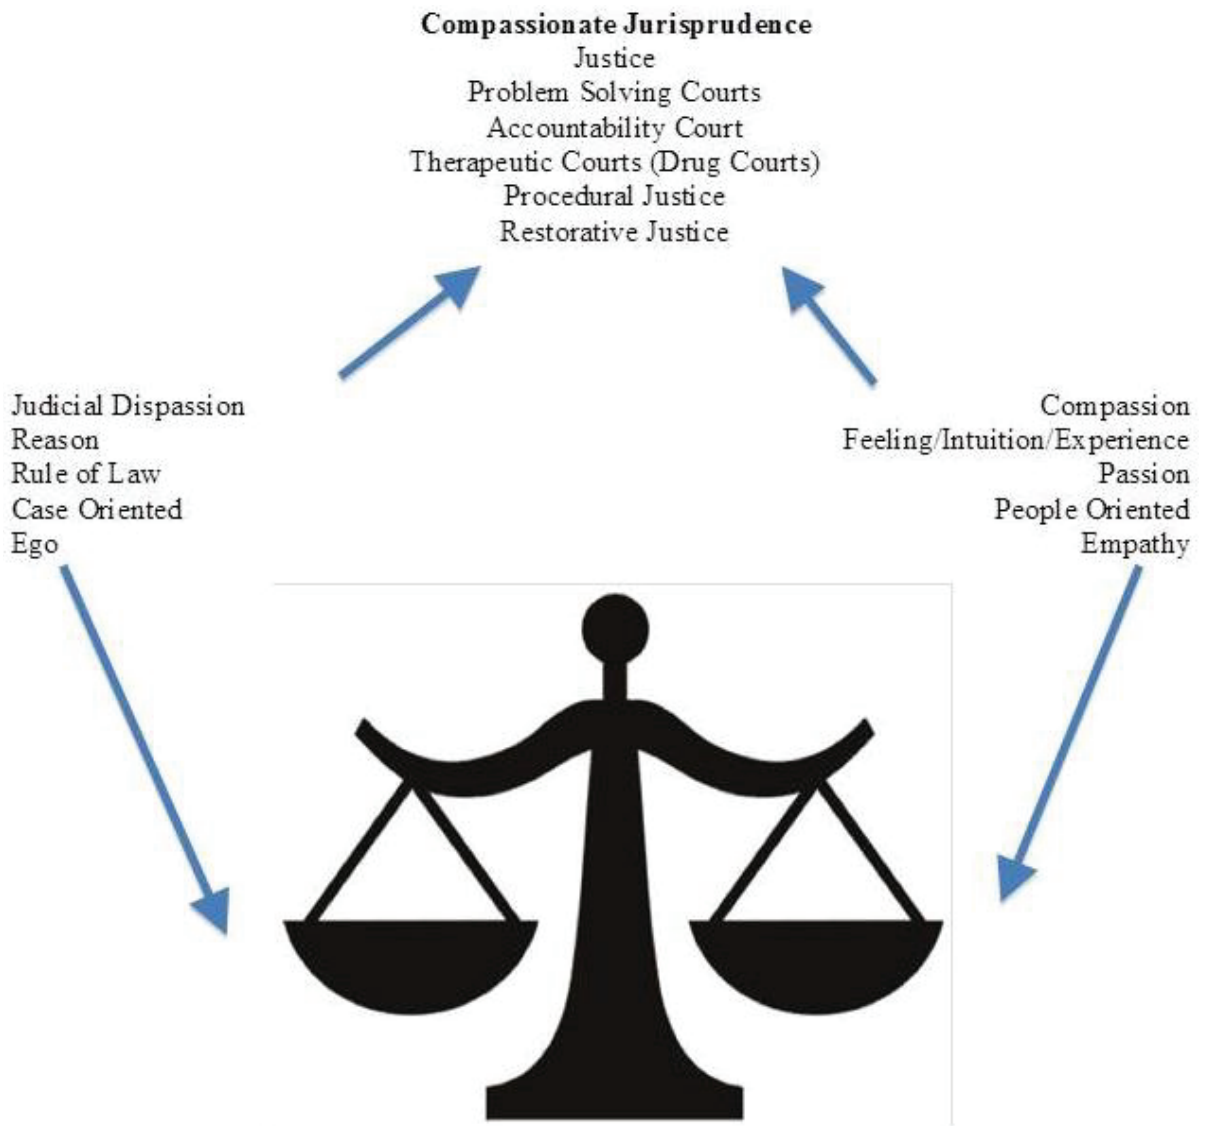 Compassionate Jurisprudence
Justice
Problem Solving Courts
Accountability Court
Therapeutic Courts (Drug Courts)
Procedural Justice
Restorative Justice
Judicial Dispassion
Reason
Rule of Law
Case Oriented
Ego
Compassion
Feeling/Intuition/Experience
Passion
People Oriented
Empathy